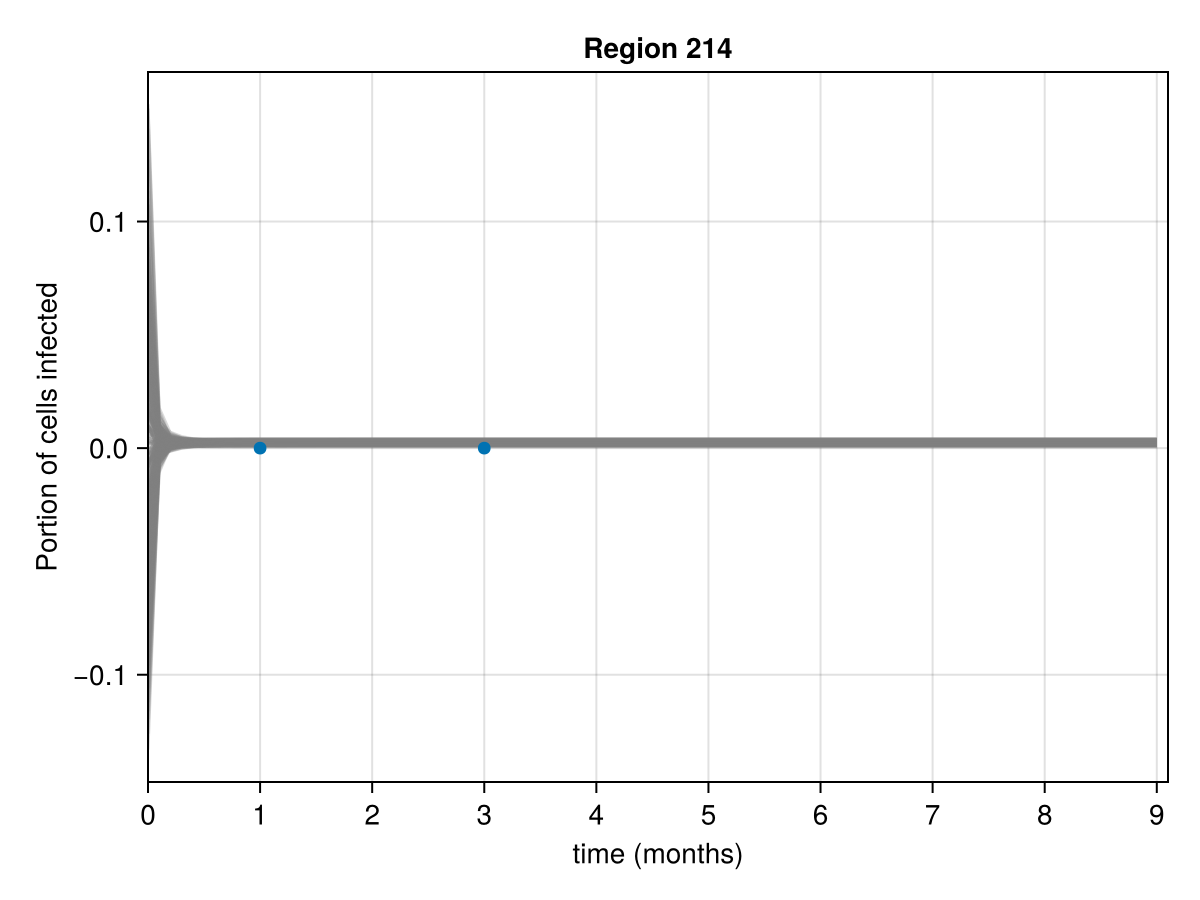 Region 214
Portion of cells infected
0.1
0.0
−0.1
0 1 2 3 4 5 6 7 8 9
time (months)